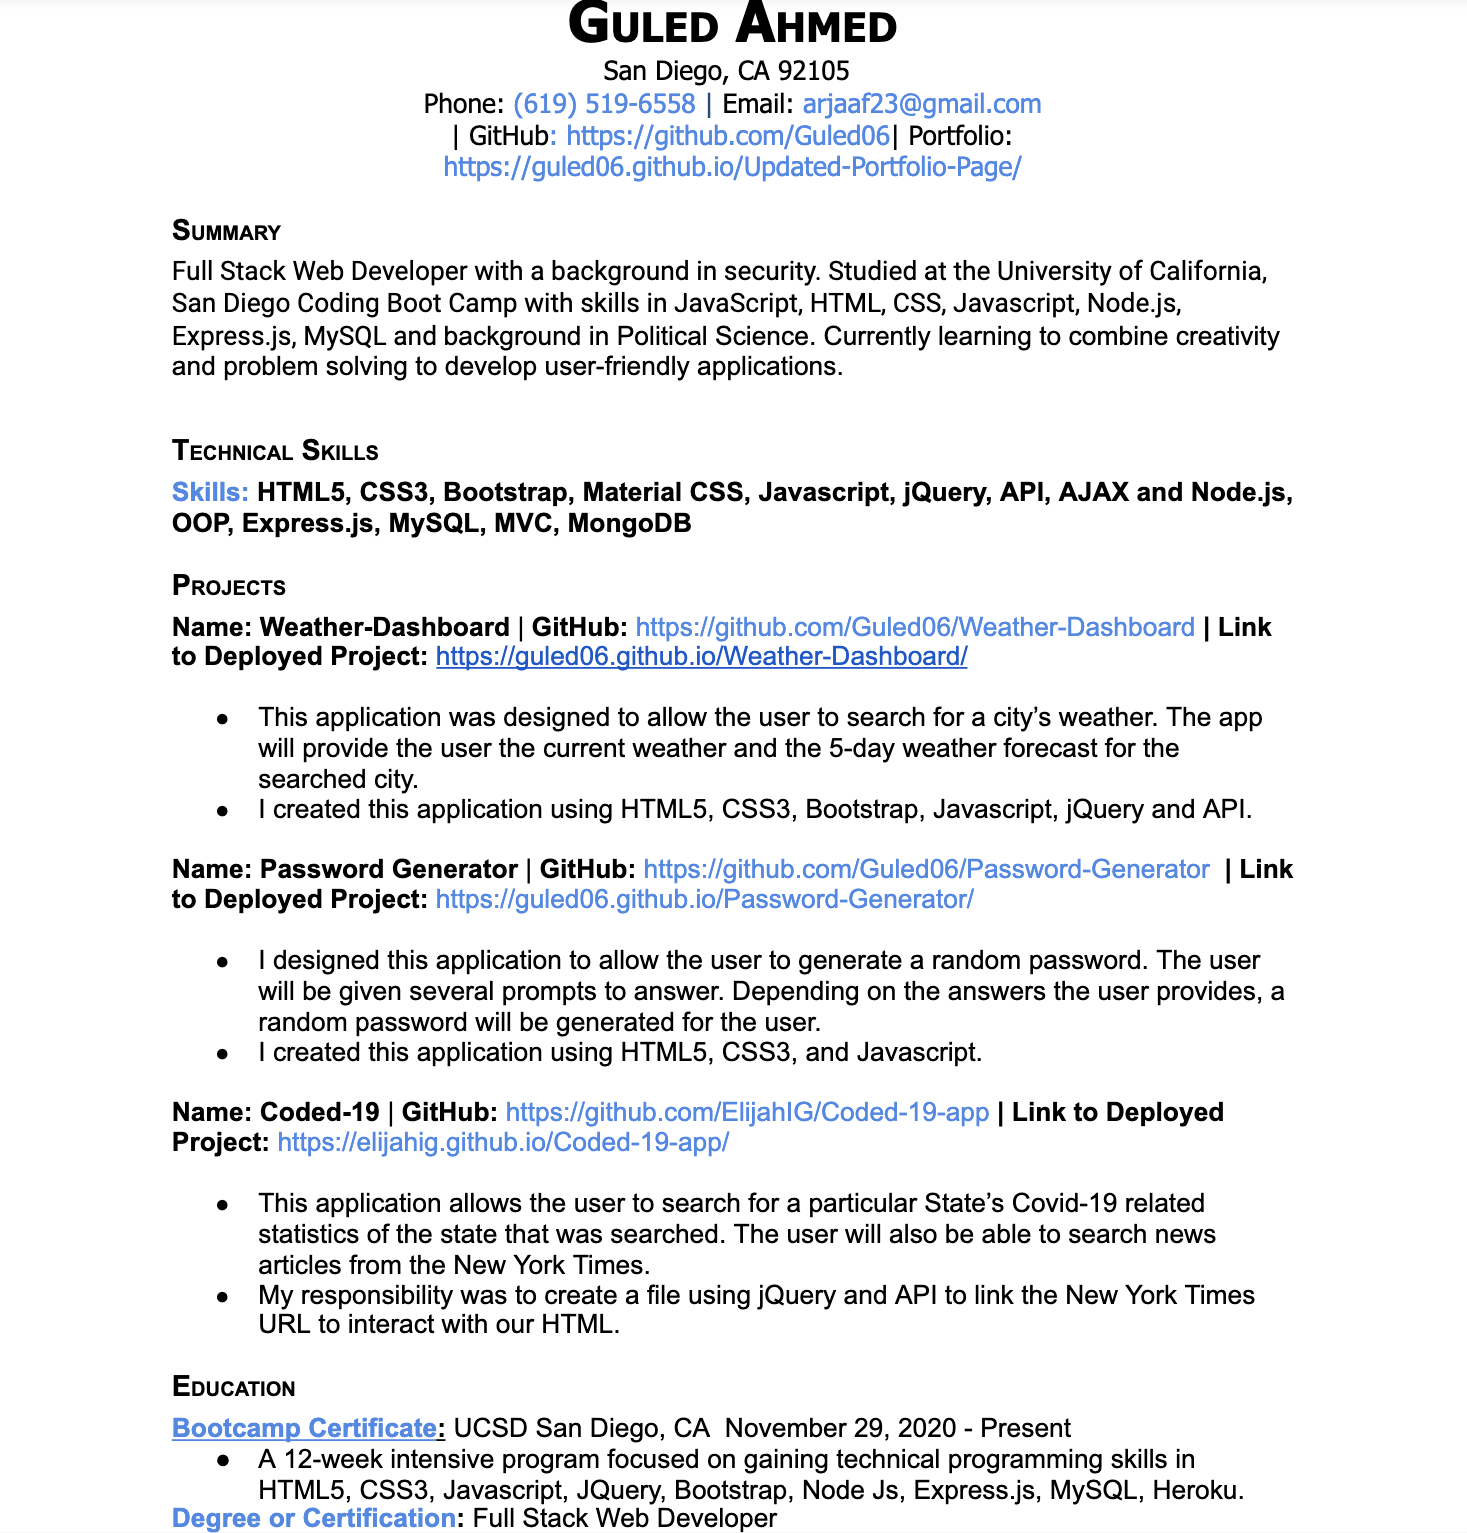 GULED AHMED
San Diego, CA 92105
Phone: (619) 519-6558 | Email: arjaaf23@gmail.com
| GitHub: https://github.com/Guled06| Portfolio:
https://guled06.github.io/Updated-Portfolio-Page/
SUMMARY
Full Stack Web Developer with a background in security. Studied at the University of California,
San Diego Coding Boot Camp with skills in JavaScript, HTML, CSS, Javascript, Node.js,
Express.js, MySQL and background in Political Science. Currently learning to combine creativity
and problem solving to develop user-friendly applications.
TECHNICAL SKILLS
Skills: HTML5, CSS3, Bootstrap, Material CSS, Javascript, jQuery, API, AJAX and Node.js,
OOP, Express.js, MySQL, MVC, MongoDB
PROJECTS
Name: Weather-Dashboard | GitHub: https://github.com/Guled06/Weather-Dashboard | Link
to Deployed Project: https://guled06.github.io/Weather-Dashboard/
● This application was designed to allow the user to search for a city’s weather. The app
will provide the user the current weather and the 5-day weather forecast for the
searched city.
● I created this application using HTML5, CSS3, Bootstrap, Javascript, jQuery and API.
Name: Password Generator | GitHub: https://github.com/Guled06/Password-Generator | Link
to Deployed Project: https://guled06.github.io/Password-Generator/
● I designed this application to allow the user to generate a random password. The user
will be given several prompts to answer. Depending on the answers the user provides, a
random password will be generated for the user.
● I created this application using HTML5, CSS3, and Javascript.
Name: Coded-19 | GitHub: https://github.com/ElijahIG/Coded-19-app | Link to Deployed
Project: https://elijahig.github.io/Coded-19-app/
● This application allows the user to search for a particular State’s Covid-19 related
statistics of the state that was searched. The user will also be able to search news
articles from the New York Times.
● My responsibility was to create a file using jQuery and API to link the New York Times
URL to interact with our HTML.
EDUCATION
Bootcamp Certificate: UCSD San Diego, CA November 29, 2020 - Present
● A 12-week intensive program focused on gaining technical programming skills in
HTML5, CSS3, Javascript, JQuery, Bootstrap, Node Js, Express.js, MySQL, Heroku.
Degree or Certification: Full Stack Web Developer